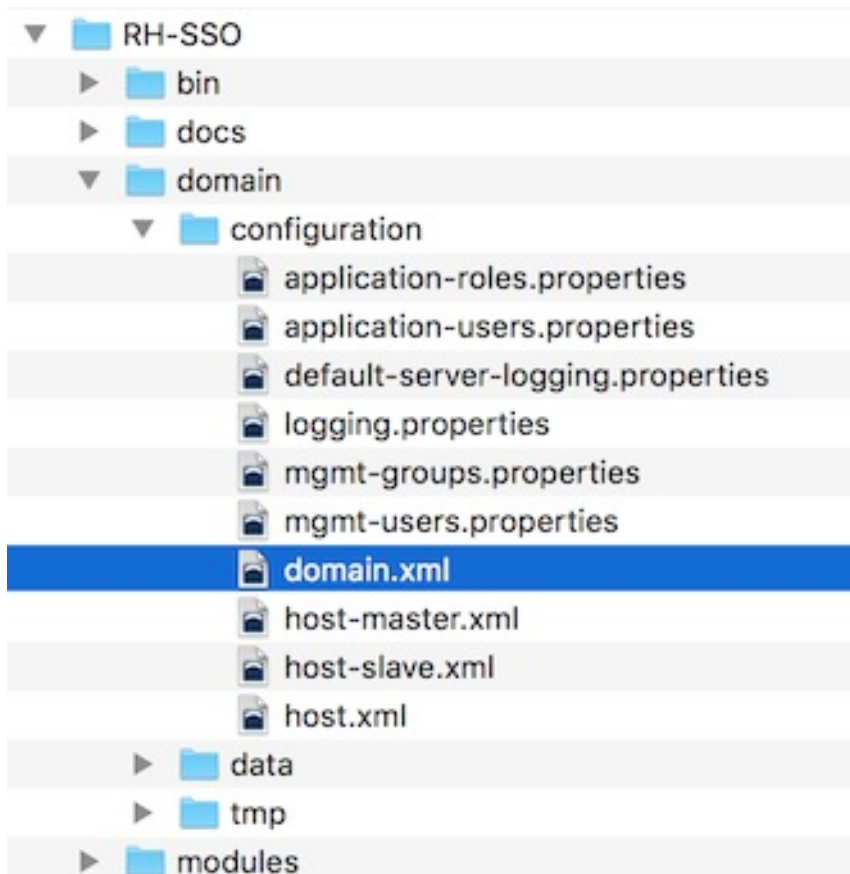 RH-SSO
bin
docs
domain
configuration
application-roles.properties
application-users.properties
default-server-logging.properties
logging.properties
mgmt-groups.properties
mgmt-users.properties
domain.xml
host-master.xml
host-slave.xml
host.xml
data
tmp
modules